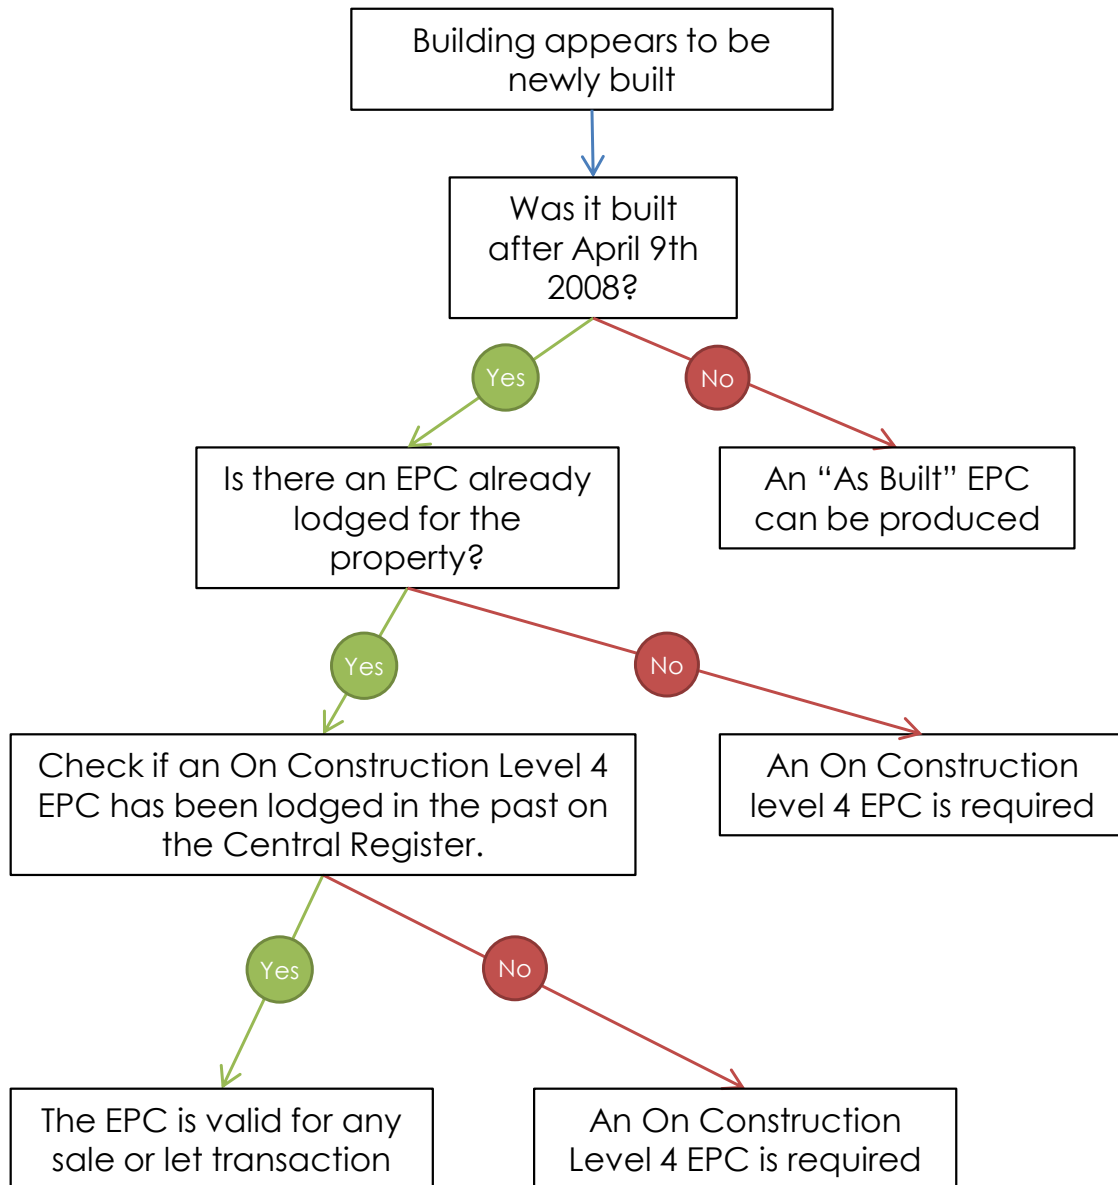 Building appears to be
newly built
Was it built
after April 9th
2008?
Yes
No
Is there an EPC already
lodged for the
property?
An “As Built” EPC
can be produced
Yes
No
Check if an On Construction Level 4
EPC has been lodged in the past on
the Central Register.
An On Construction
level 4 EPC is required
Yes
No
The EPC is valid for any
sale or let transaction
An On Construction
Level 4 EPC is required